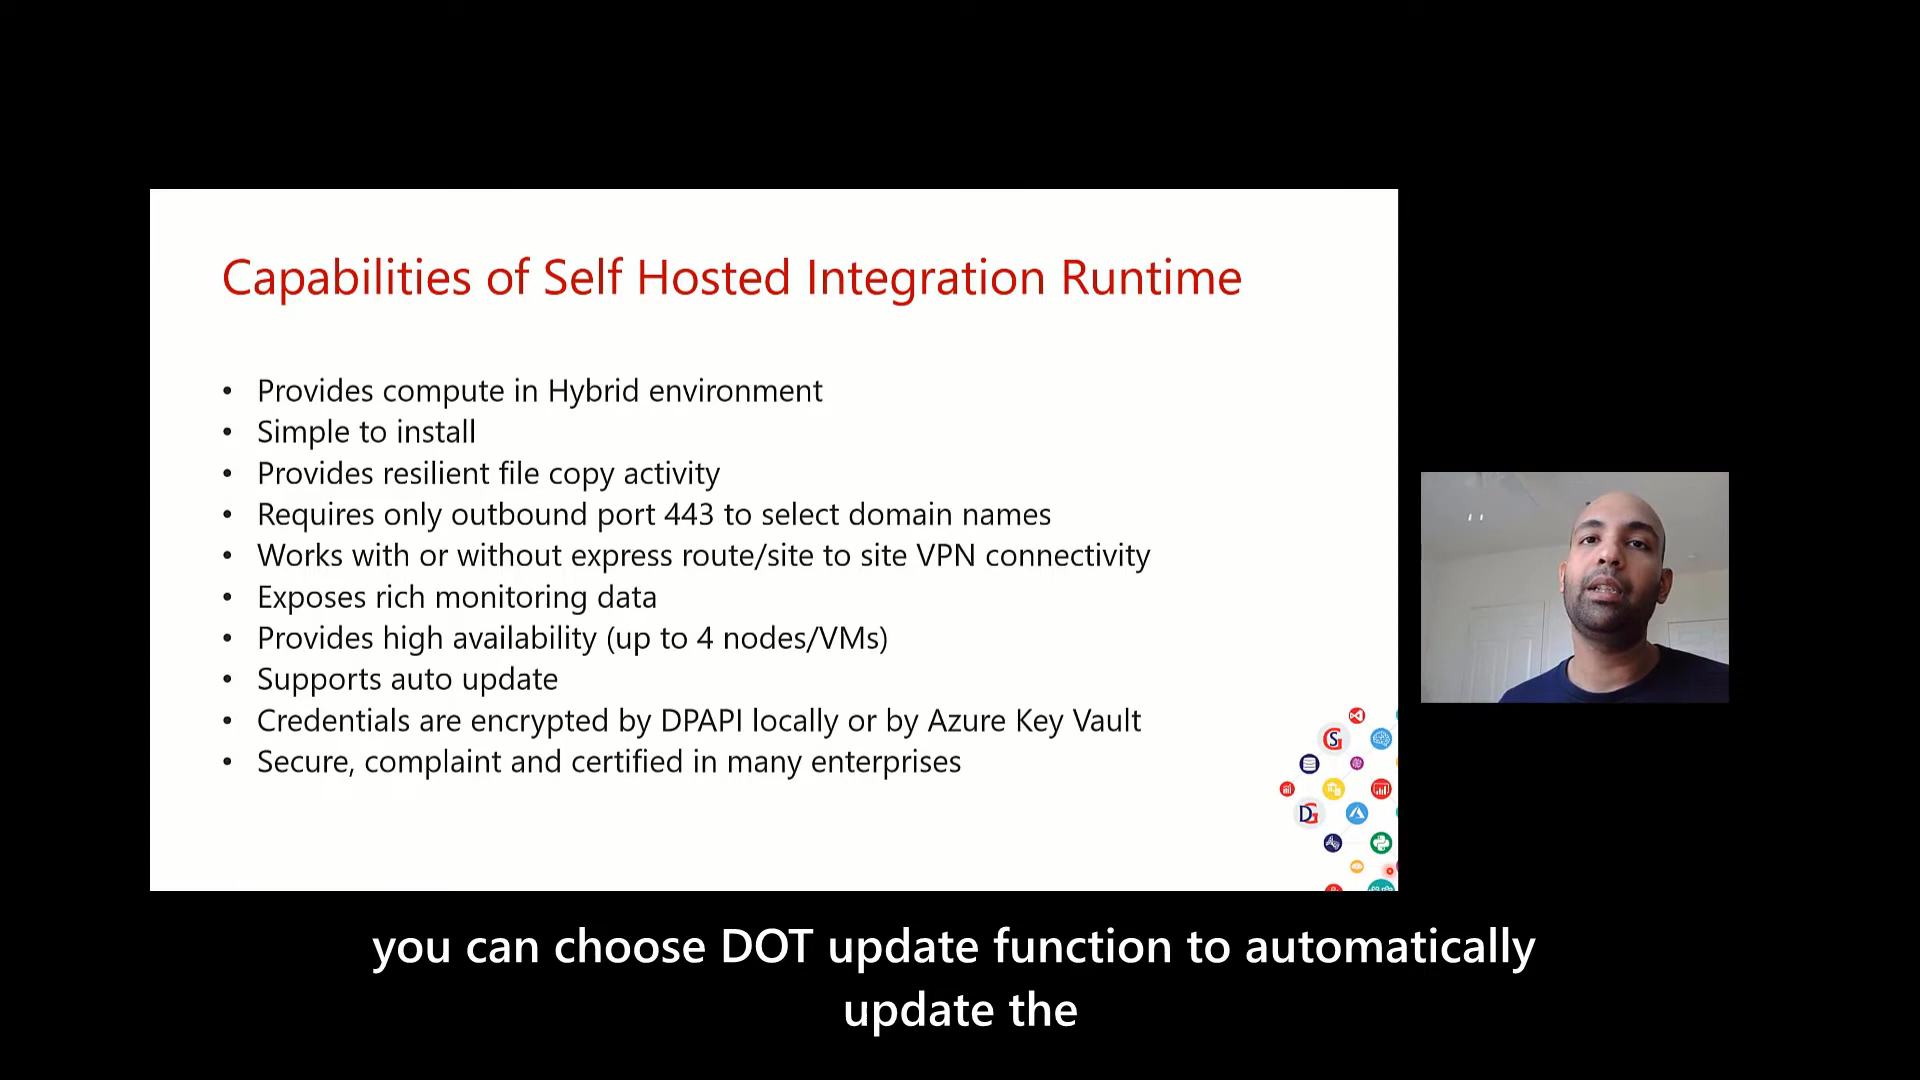 Capabilities of Self Hosted Integration Runtime
• Provides compute in Hybrid environment
• Simple to install
• Provides resilient file copy activity
• Requires only outbound port 443 to select domain names
• Works with or without express route/site to site VPN connectivity
• Exposes rich monitoring data
• Provides high availability (up to 4 nodes/VMs)
• Supports auto update
• Credentials are encrypted by DPAPI locally or by Azure Key Vault
• Secure, complaint and certified in many enterprises
you can choose DOT update function to automatically
update the